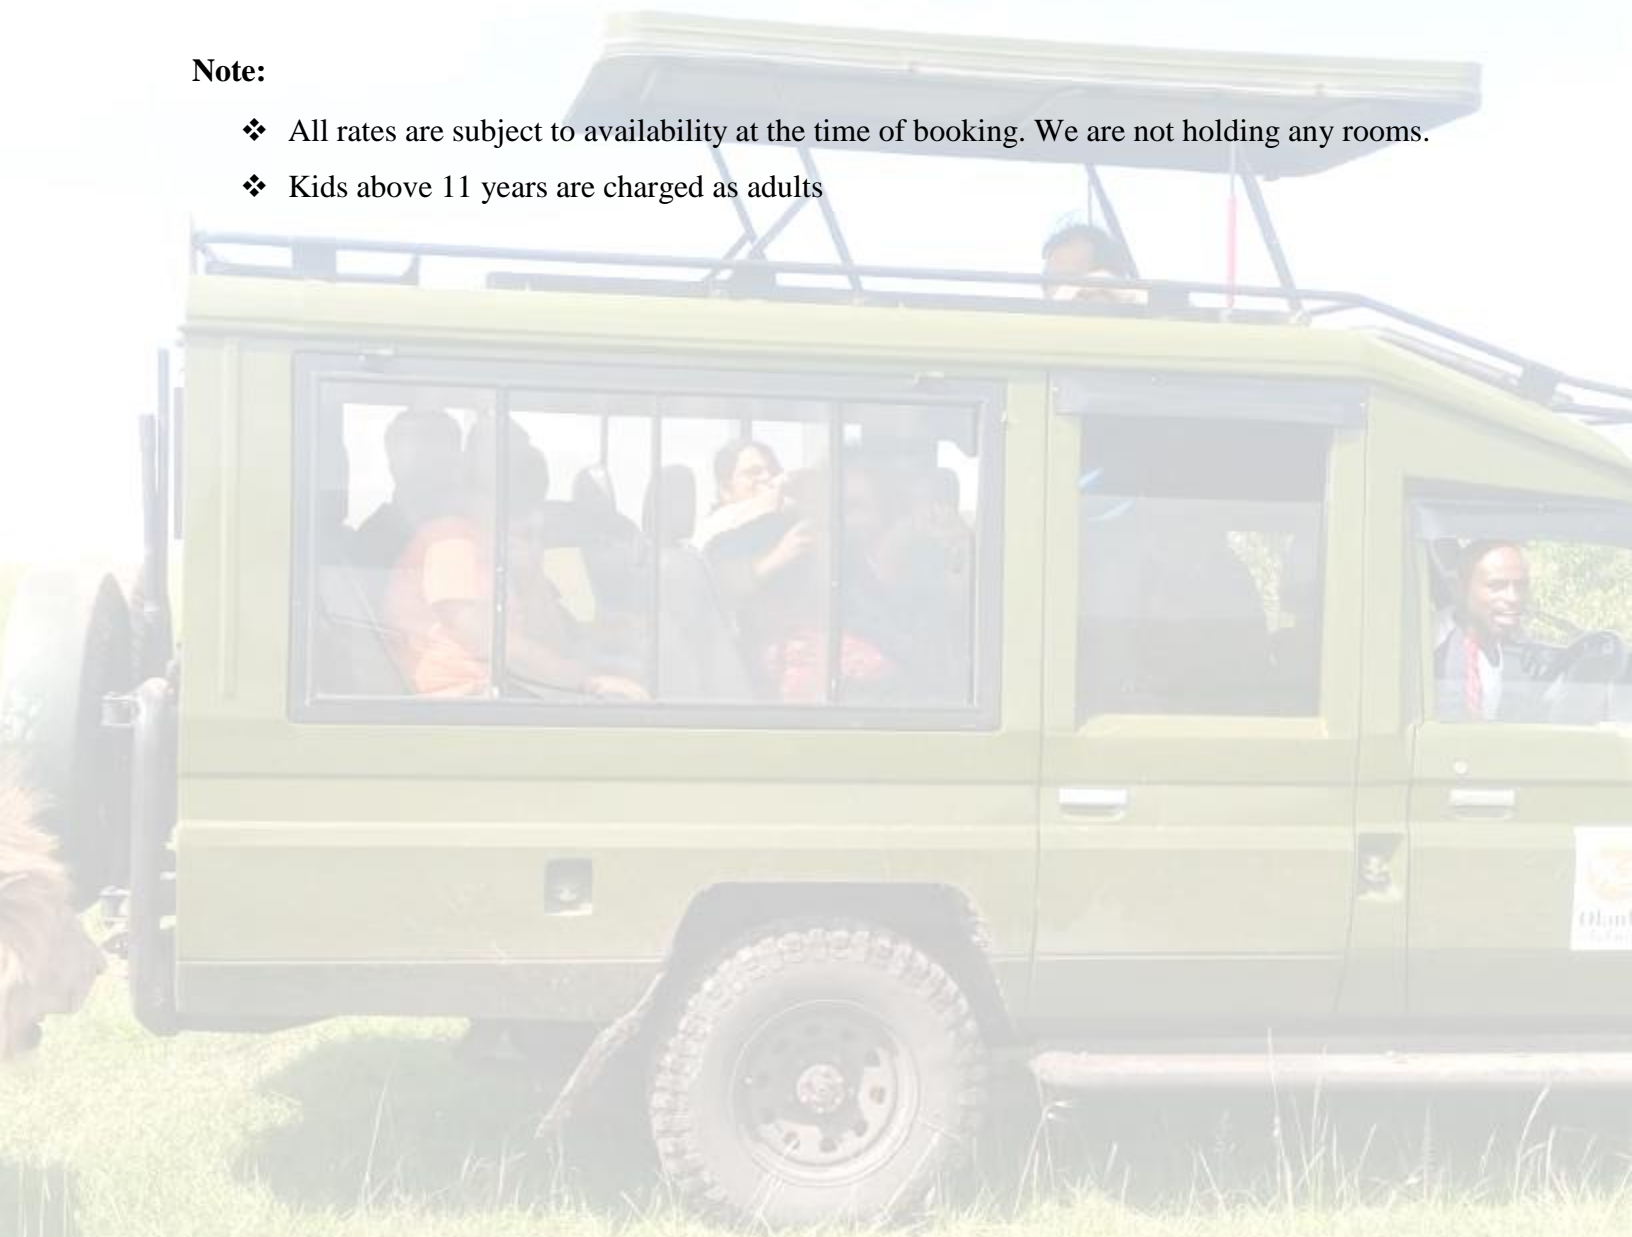 Note:
❖ All rates are subject to availability at the time of booking. We are not holding any rooms.
❖ Kids above 11 years are charged as adults